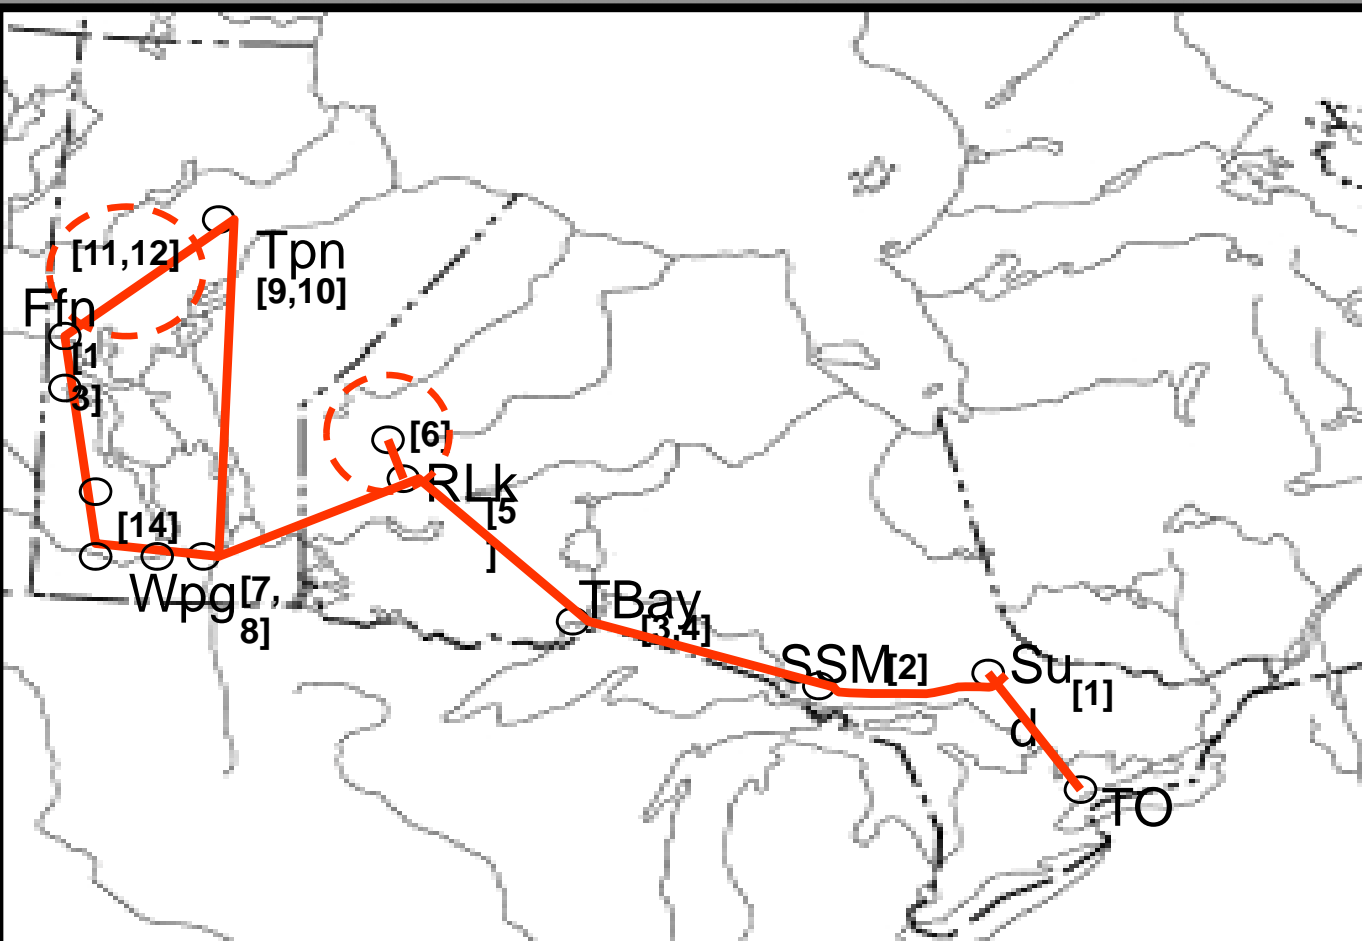 [11,12]
Tpn
[9,10]
Ffn
[1
3]
[6]
RLk
[5
]
[14]
Wpg[7,
8]
TBay
[3,4]
SSM[2]
Su
d
[1]
TO